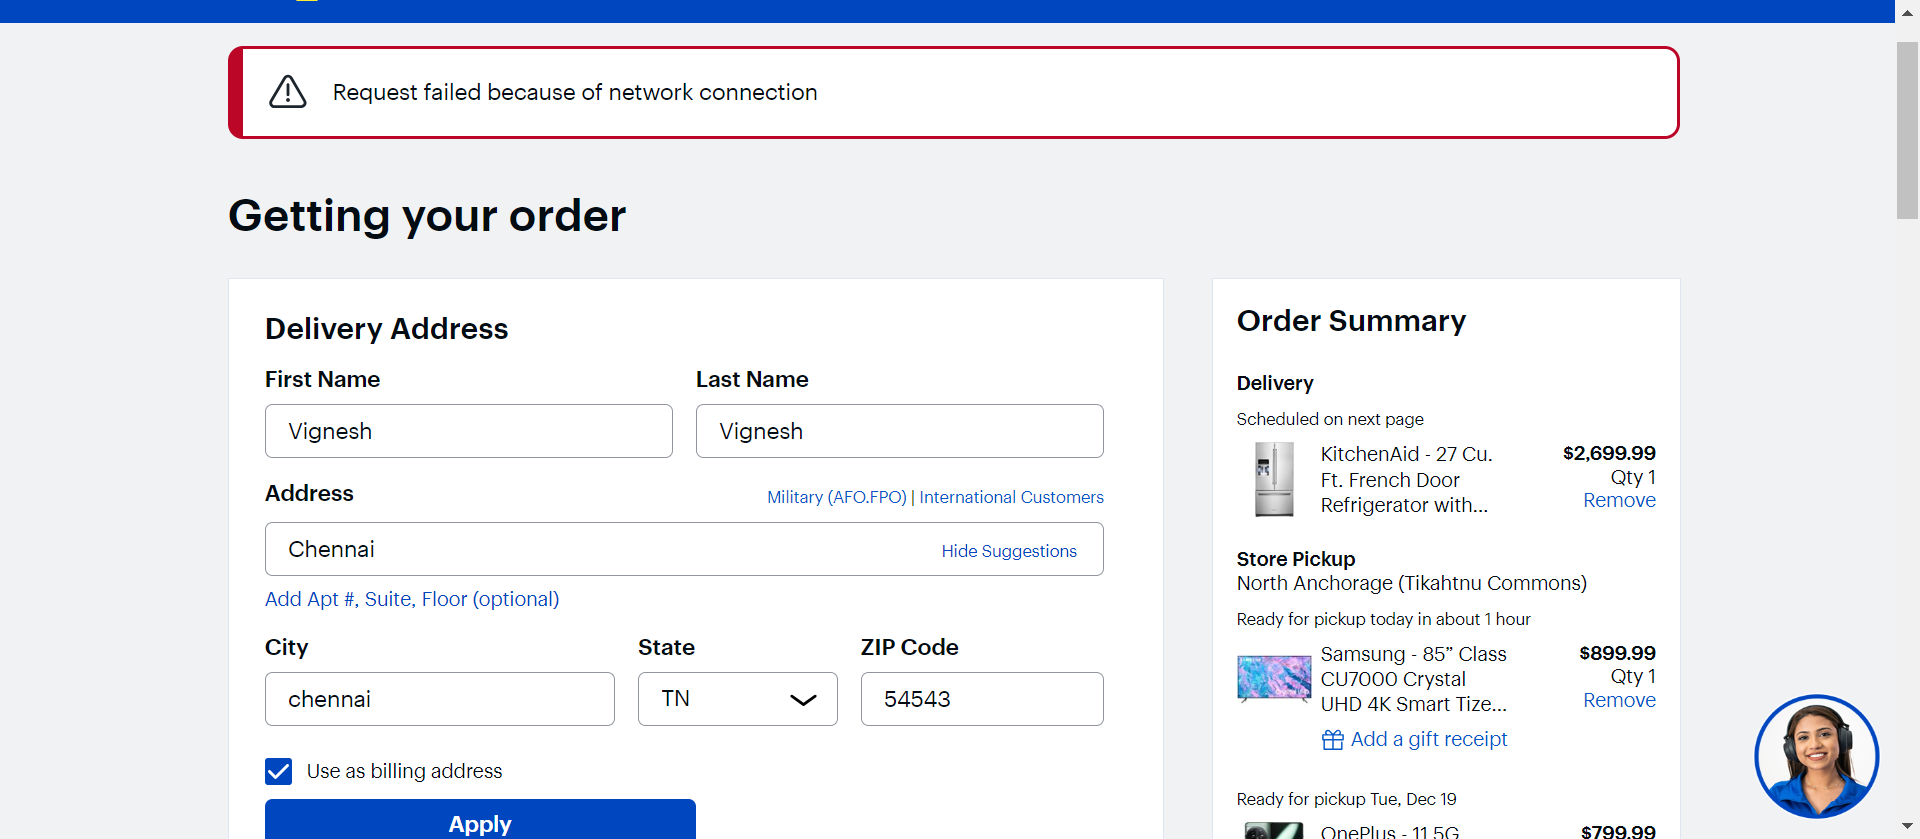 Request failed because of network connection
Getting your order
Delivery Address
First Name
Last Name
Vignesh
Vignesh
Address
Military (AFO.FPO) | International Customers
Chennai
Hide Suggestions
Add Apt #, Suite, Floor (optional)
City
State
ZIP Code
chennai
TN
54543
Use as billing address
Apply
Order Summary
Delivery
Scheduled on next page
KitchenAid - 27 Cu.
Ft. French Door
Refrigerator with...
$2,699.99
Qty 1
Remove
Store Pickup
North Anchorage (Tikahtnu Commons)
Ready for pickup today in about 1 hour
Samsung - 85” Class
CU7000 Crystal
UHD 4K Smart Tize...
$899.99
Qty 1
Remove
Add a gift receipt
Ready for pickup Tue, Dec 19
OnePlus - 11 5G
$799.99